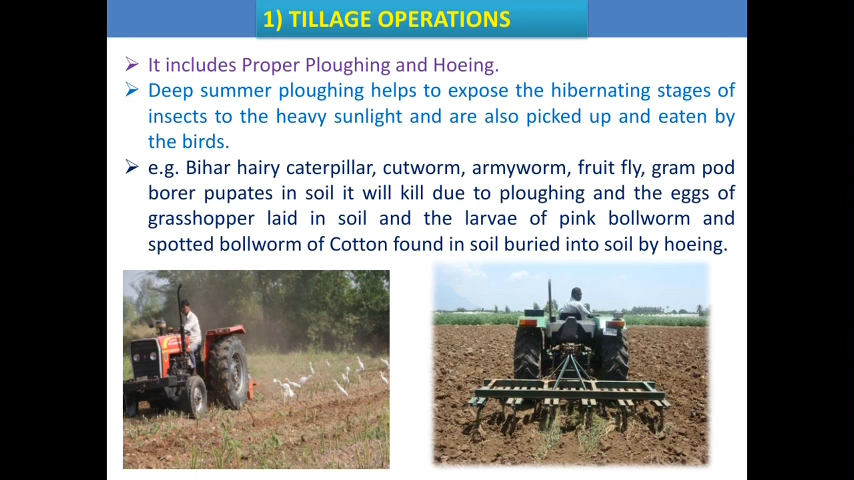 1) TILLAGE OPERATIONS
It includes Proper Ploughing and Hoeing.
Deep summer ploughing helps to expose the hibernating stages of
insects to the heavy sunlight and are also picked up and eaten by
the birds.
e.g. Bihar hairy caterpillar, cutworm, armyworm, fruit fly, gram pod
borer pupates in soil it will kill due to ploughing and the eggs of
grasshopper laid in soil and the larvae of pink bollworm and
spotted bollworm of Cotton found in soil buried into soil by hoeing.